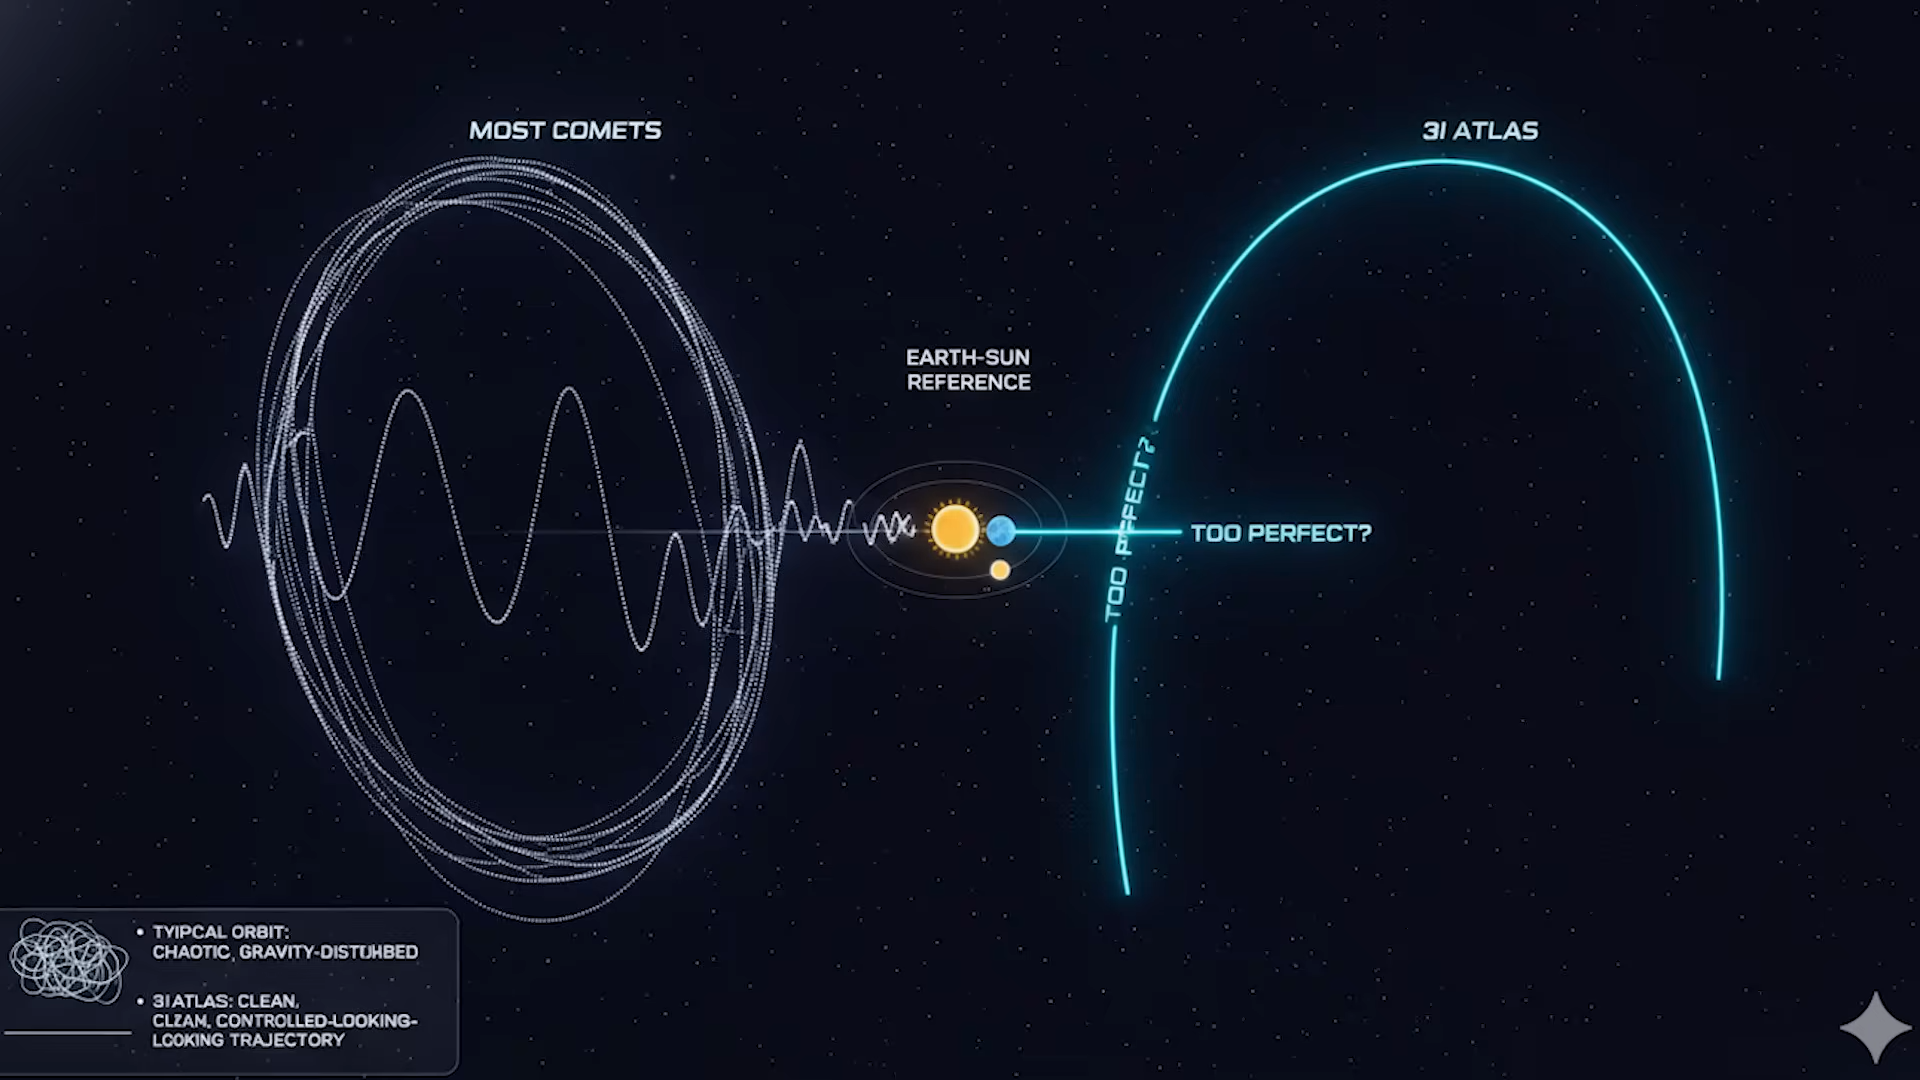 MOST COMETS
3I ATLAS
EARTH-SUN
REFERENCE
TOO PERFECT?
TOO
TYIPCAL ORBIT:
CHAOTIC, GRAVITY-DISTUHBED
3I ATLAS: CLEAN,
CLZAN, CONTROLLED-LOOKING-
LOOKING TRAJECTORY